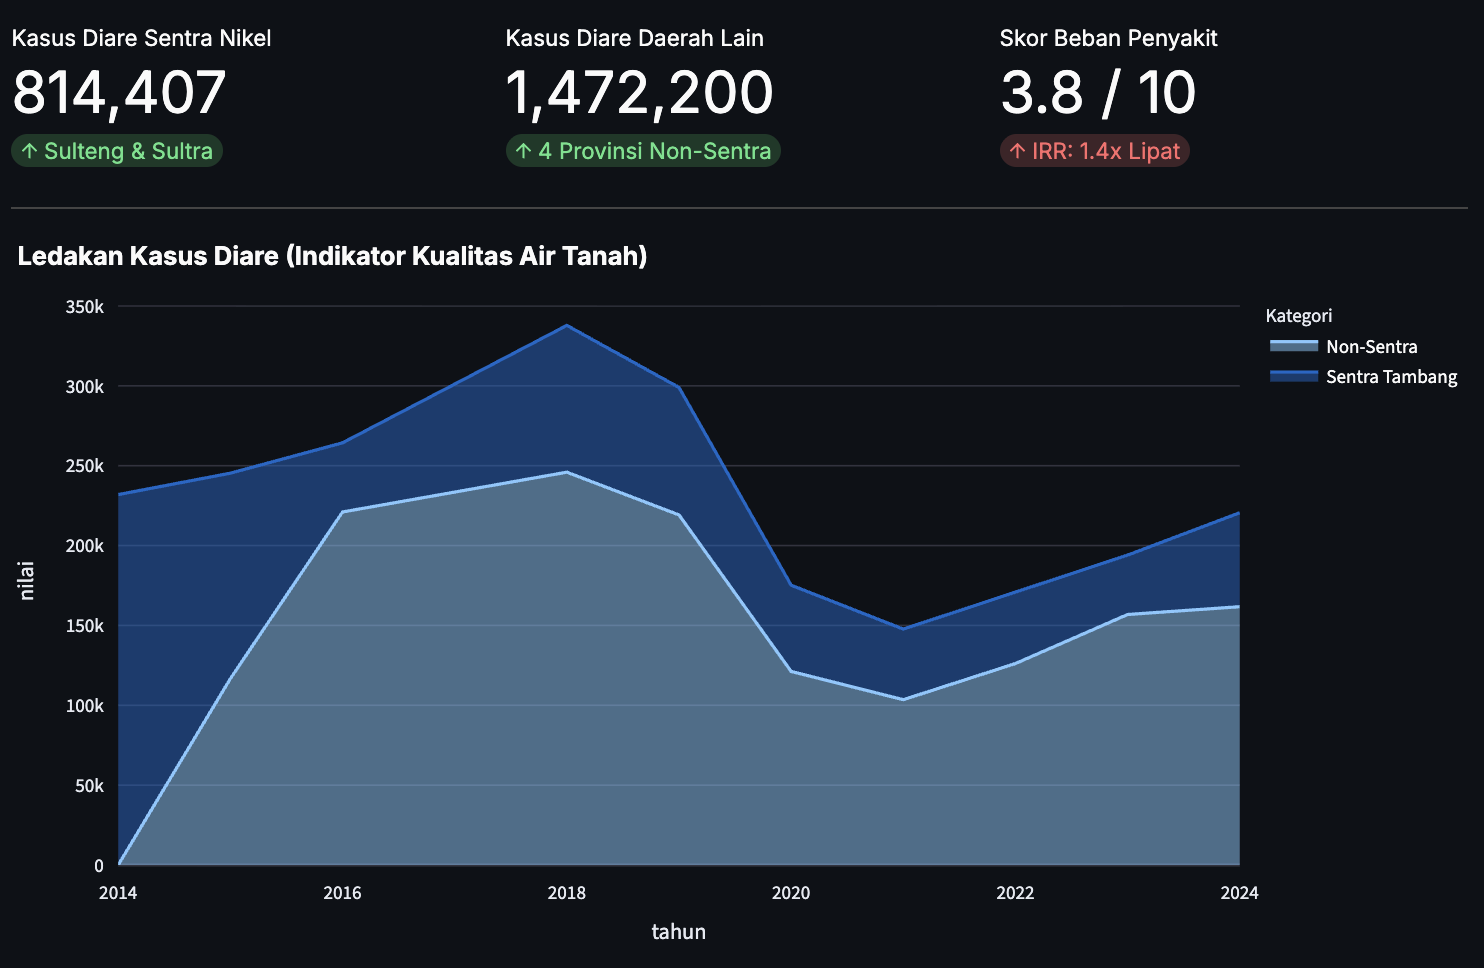 Kasus Diare Sentra Nikel
814,407
↑ Sulteng & Sultra
Kasus Diare Daerah Lain
1,472,200
↑ 4 Provinsi Non-Sentra
Skor Beban Penyakit
3.8 / 10
↑ IRR: 1.4x Lipat
Ledakan Kasus Diare (Indikator Kualitas Air Tanah)
350k
300k
250k
200k
150k
100k
50k
0
nilai
2014
2016
2018
2020
2022
2024
tahun
Kategori
Non-Sentra
Sentra Tambang